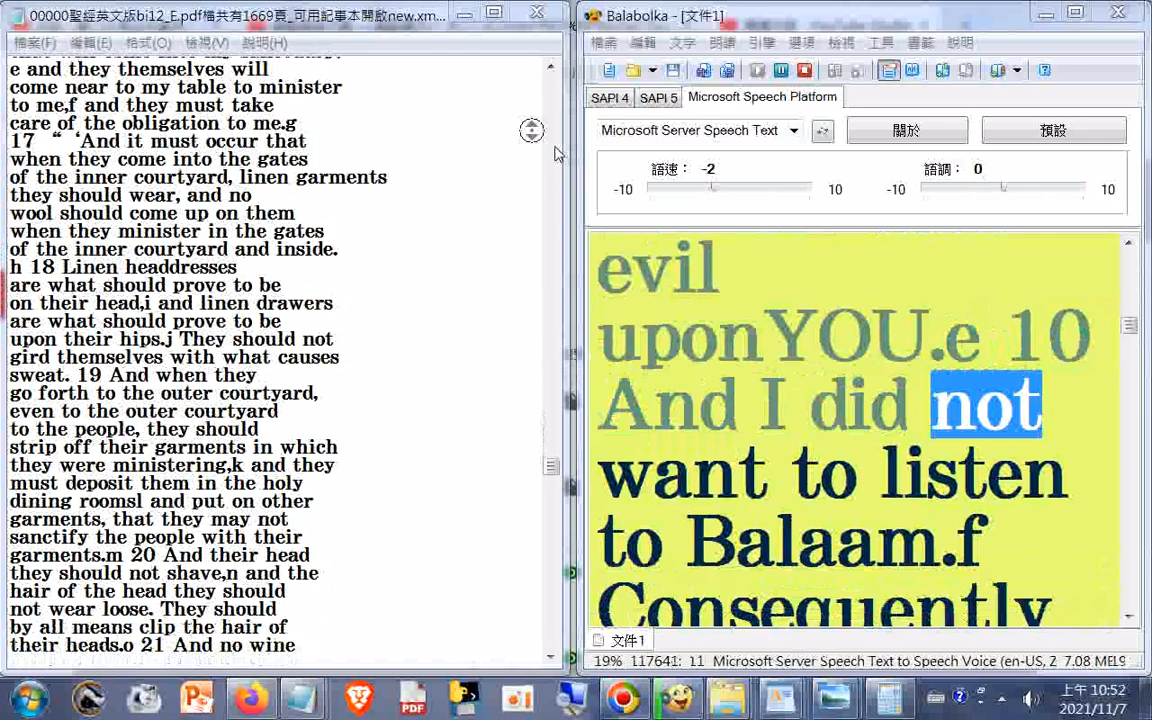 00000聖經英文版bi12_E.pdf檔共有1669頁_可用記事本開啟new.xm...
檔案(F) 編輯(E) 格式(O) 檢視(V) 說明(H)
e and they themselves will
come near to my table to minister
to me,f and they must take
care of the obligation to me.g
17 “ ‘And it must occur that
when they come into the gates
of the inner courtyard, linen garments
they should wear, and no
wool should come up on them
when they minister in the gates
of the inner courtyard and inside.
h 18 Linen headdresses
are what should prove to be
on their head,i and linen drawers
are what should prove to be
upon their hips.j They should not
gird themselves with what causes
sweat. 19 And when they
go forth to the outer courtyard,
even to the outer courtyard
to the people, they should
strip off their garments in which
they were ministering,k and they
must deposit them in the holy
dining roomsl and put on other
garments, that they may not
sanctify the people with their
garments.m 20 And their head
they should not shave,n and the
hair of the head they should
not wear loose. They should
by all means clip the hair of
their heads.o 21 And no wine
Balabolka - [文件1]
檔案 編輯 文字 朗讀 引擎 選項 檢視 工具 書籤 說明
SAPI 4 SAPI 5 Microsoft Speech Platform
Microsoft Server Speech Text 關於 預設
語速: -2 語調: 0
-10 10 -10 10
evil
uponYOU.e 10
And I did not
want to listen
to Balaam.f
Consequently
文件1
19% 117641: 11 Microsoft Server Speech Text to Speech Voice (en-US, 2 7.08 ME
PDF
上午 10:52
2021/11/7